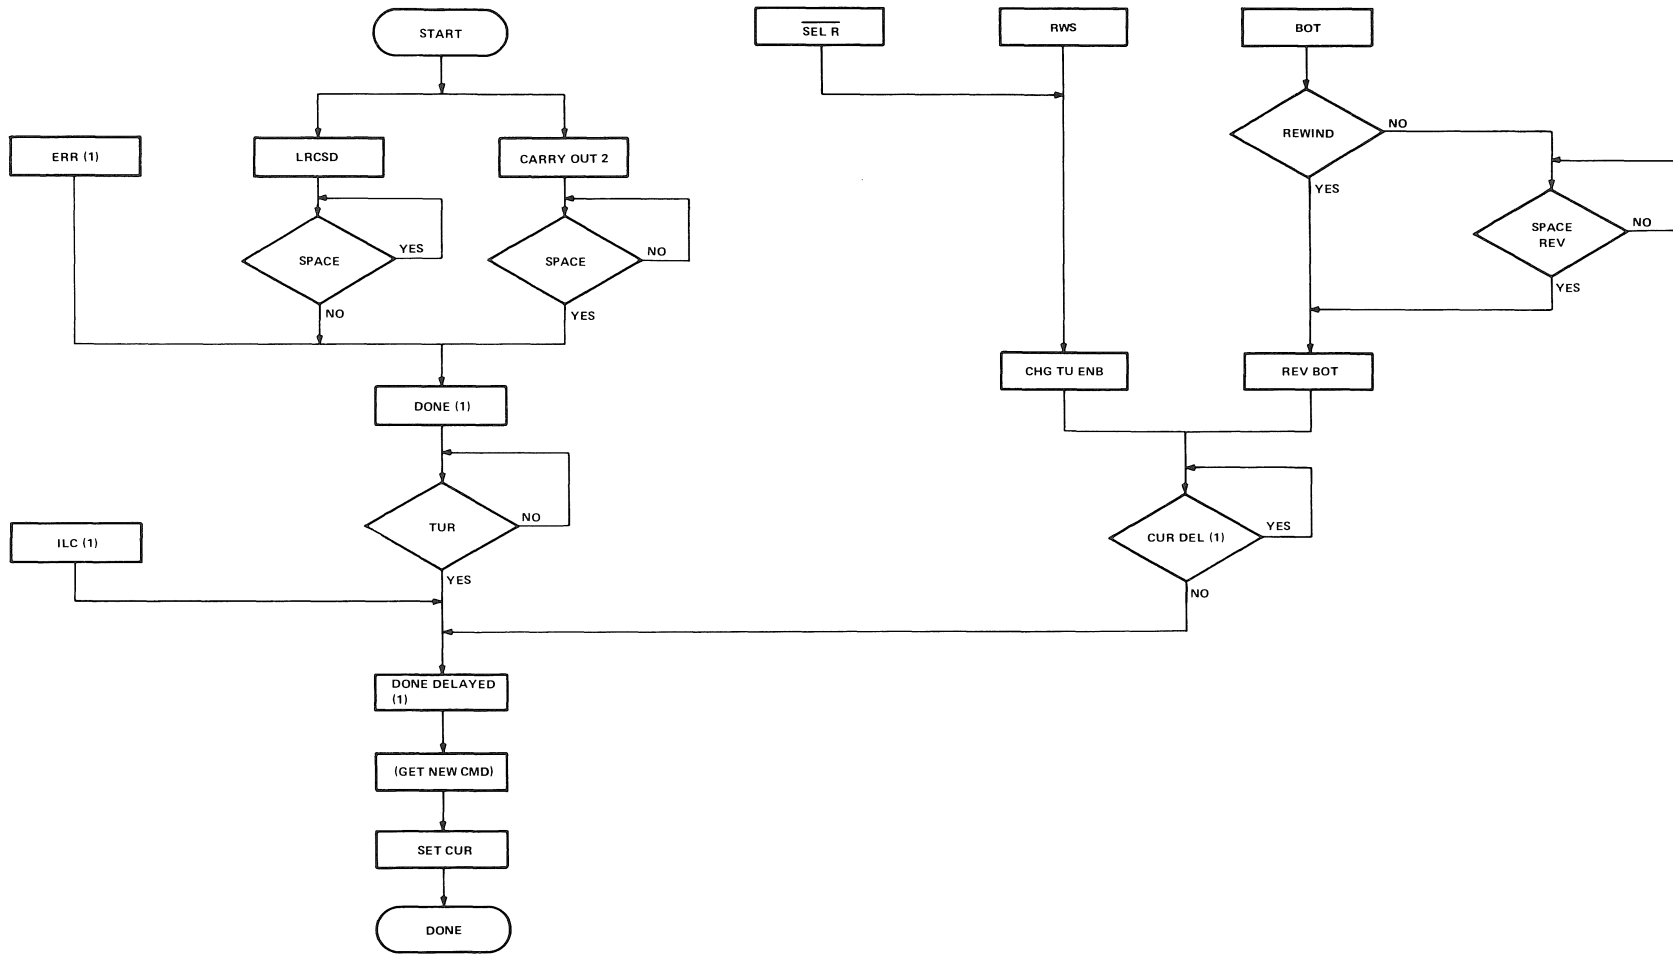 START
SEL R
RWS
BOT
REWIND
NO
YES
ERR (1)
LRCSD
CARRY OUT 2
SPACE
YES
NO
SPACE
NO
YES
SPACE
REV
NO
YES
CHG TU ENB
REV BOT
DONE (1)
TUR
NO
YES
ILC (1)
CUR DEL (1)
YES
NO
DONE DELAYED
(1)
(GET NEW CMD)
SET CUR
DONE